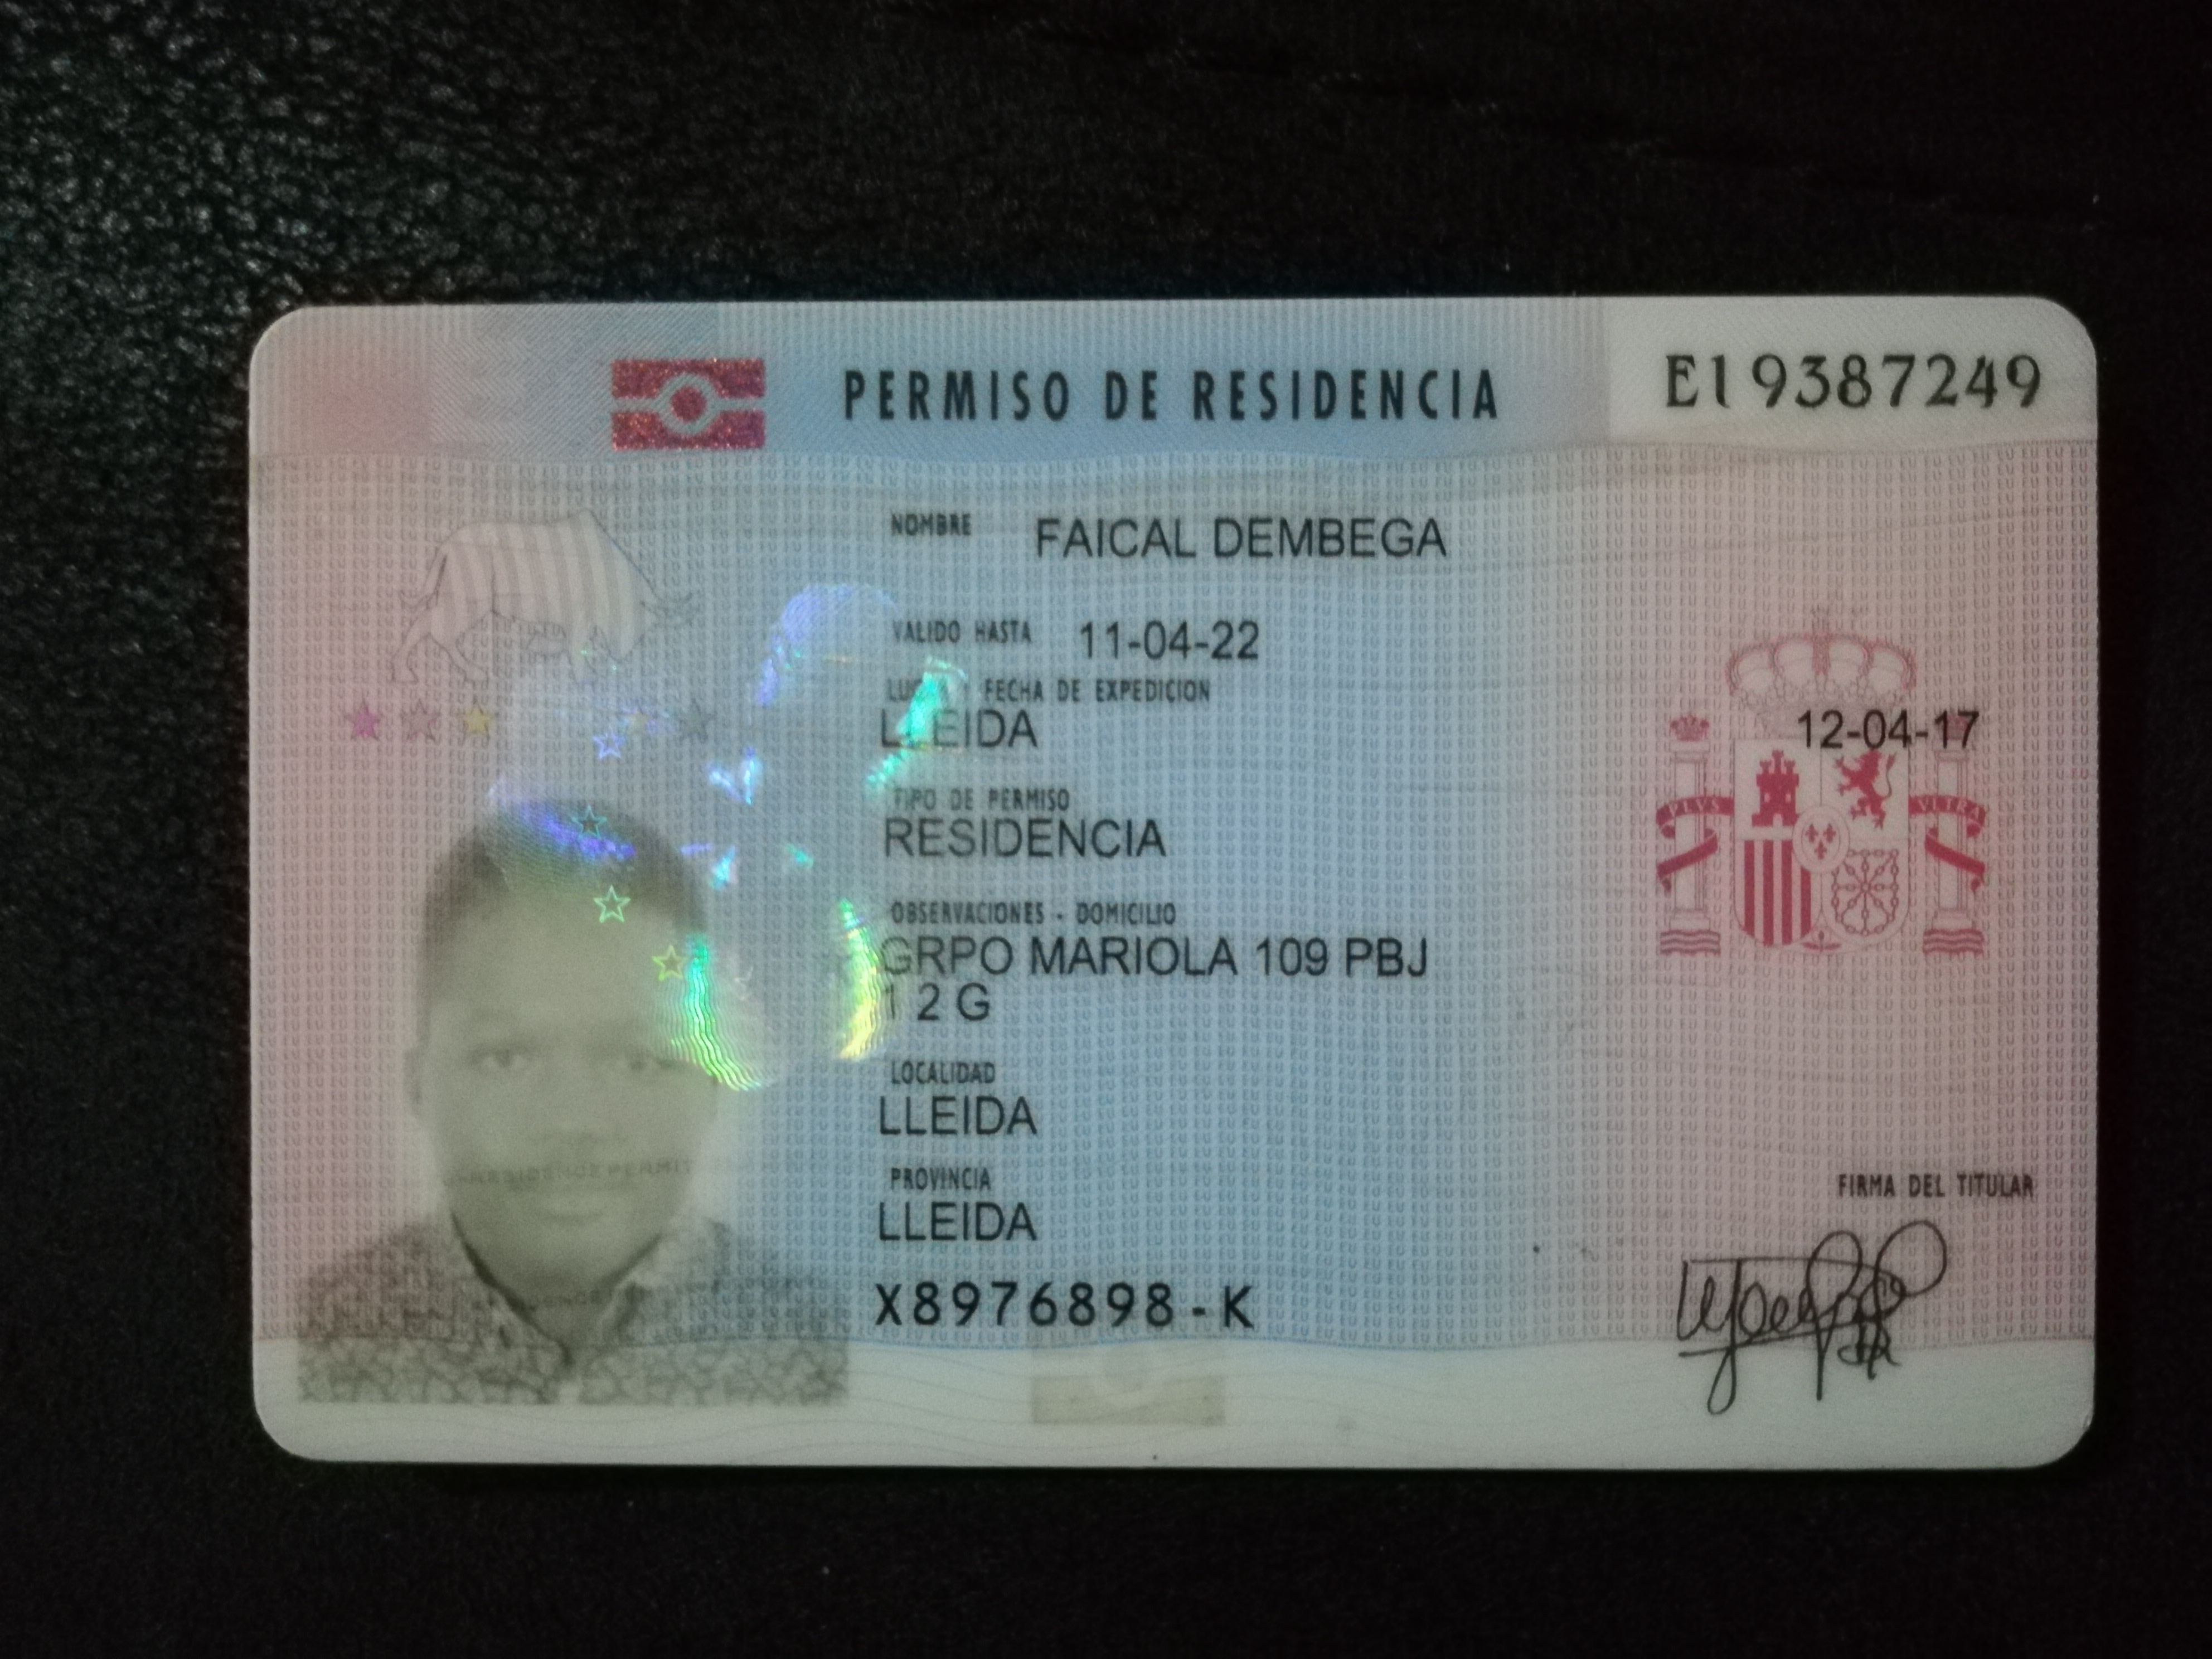 PERMISO DE RESIDENCIA
E19387249
NOMBRE FAICAL DEMBEGA
VALIDO HASTA 11-04-22
FECHA DE EXPEDICION
LLEIDA 12-04-17
TIPO DE PERMISO
RESIDENCIA
OBSERVACIONES - DOMICILIO
GRPO MARIOLA 109 PBJ
1 2 G
LOCALIDAD
LLEIDA
PROVINCIA
LLEIDA
X8976898-K
PLVS VLTRA
RESIDENCE PERMIT
FIRMA DEL TITULAR